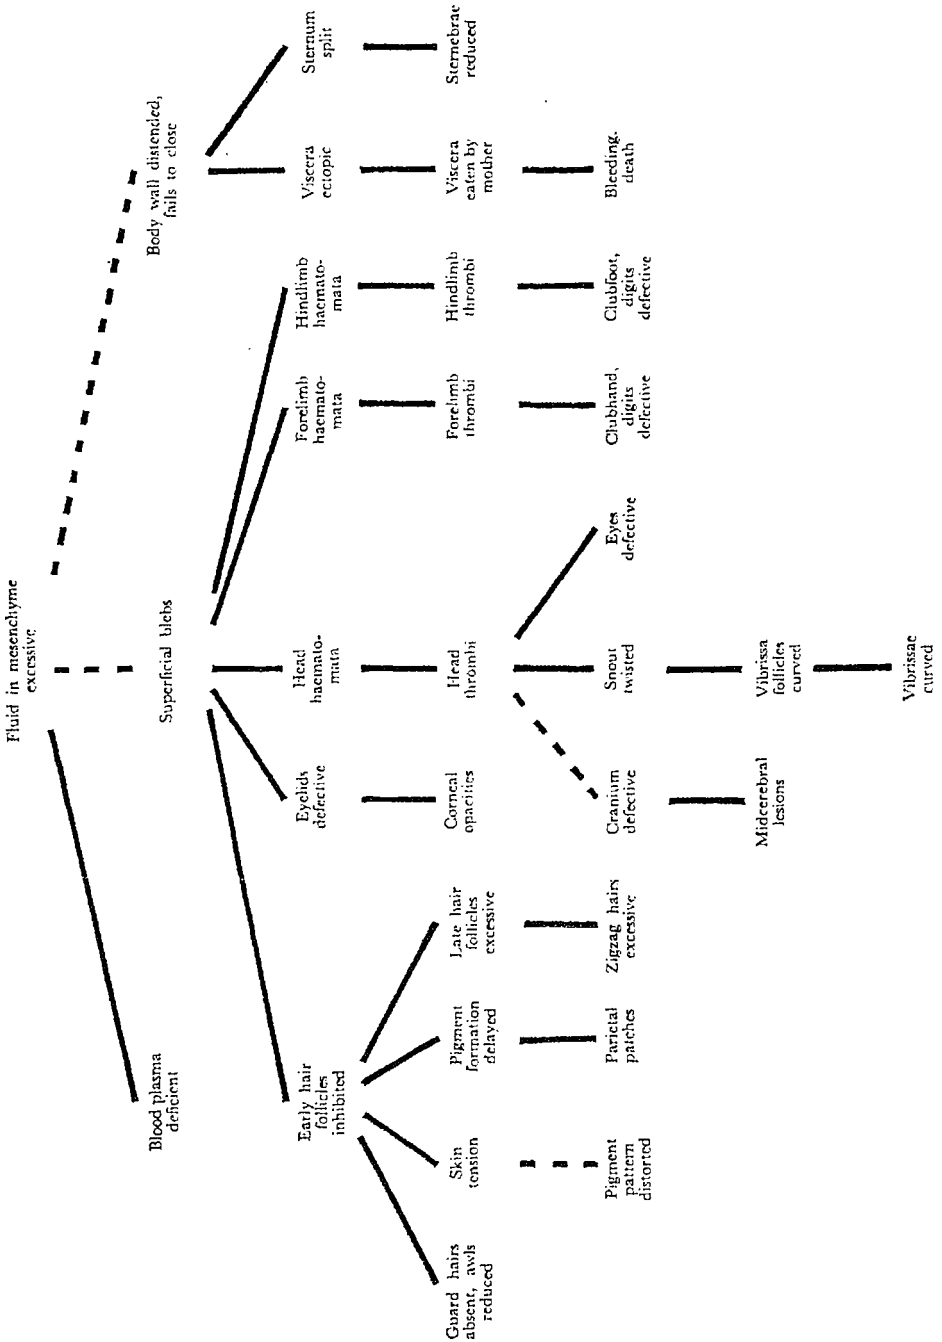 Fluid in mesenchyme
excessive
Blood plasma
deficient
Superficial blebs
Body wall distended,
fails to close
Early hair
follicles
inhibited
Eyelids
defective
Head
haemato-
mata
Forelimb
haemato-
mata
Hindlimb
haemato-
mata
Viscera
ectopic
Sternum
split
Guard hairs
absent, awls
reduced
Skin
tension
Pigment
formation
delayed
Late hair
follicles
excessive
Corneal
opacities
Head
thrombi
Forelimb
thrombi
Hindlimb
thrombi
Viscera
eaten by
mother
Sternebrae
reduced
Pigment
pattern
distorted
Parietal
patches
Zigzag hairs
excessive
Cranium
defective
Snout
twisted
Eyes
defective
Clubhand,
digits
defective
Clubfoot,
digits
defective
Bleeding.
death
Midcerebral
lesions
Vibrissa
follicles
curved
Vibrissae
curved